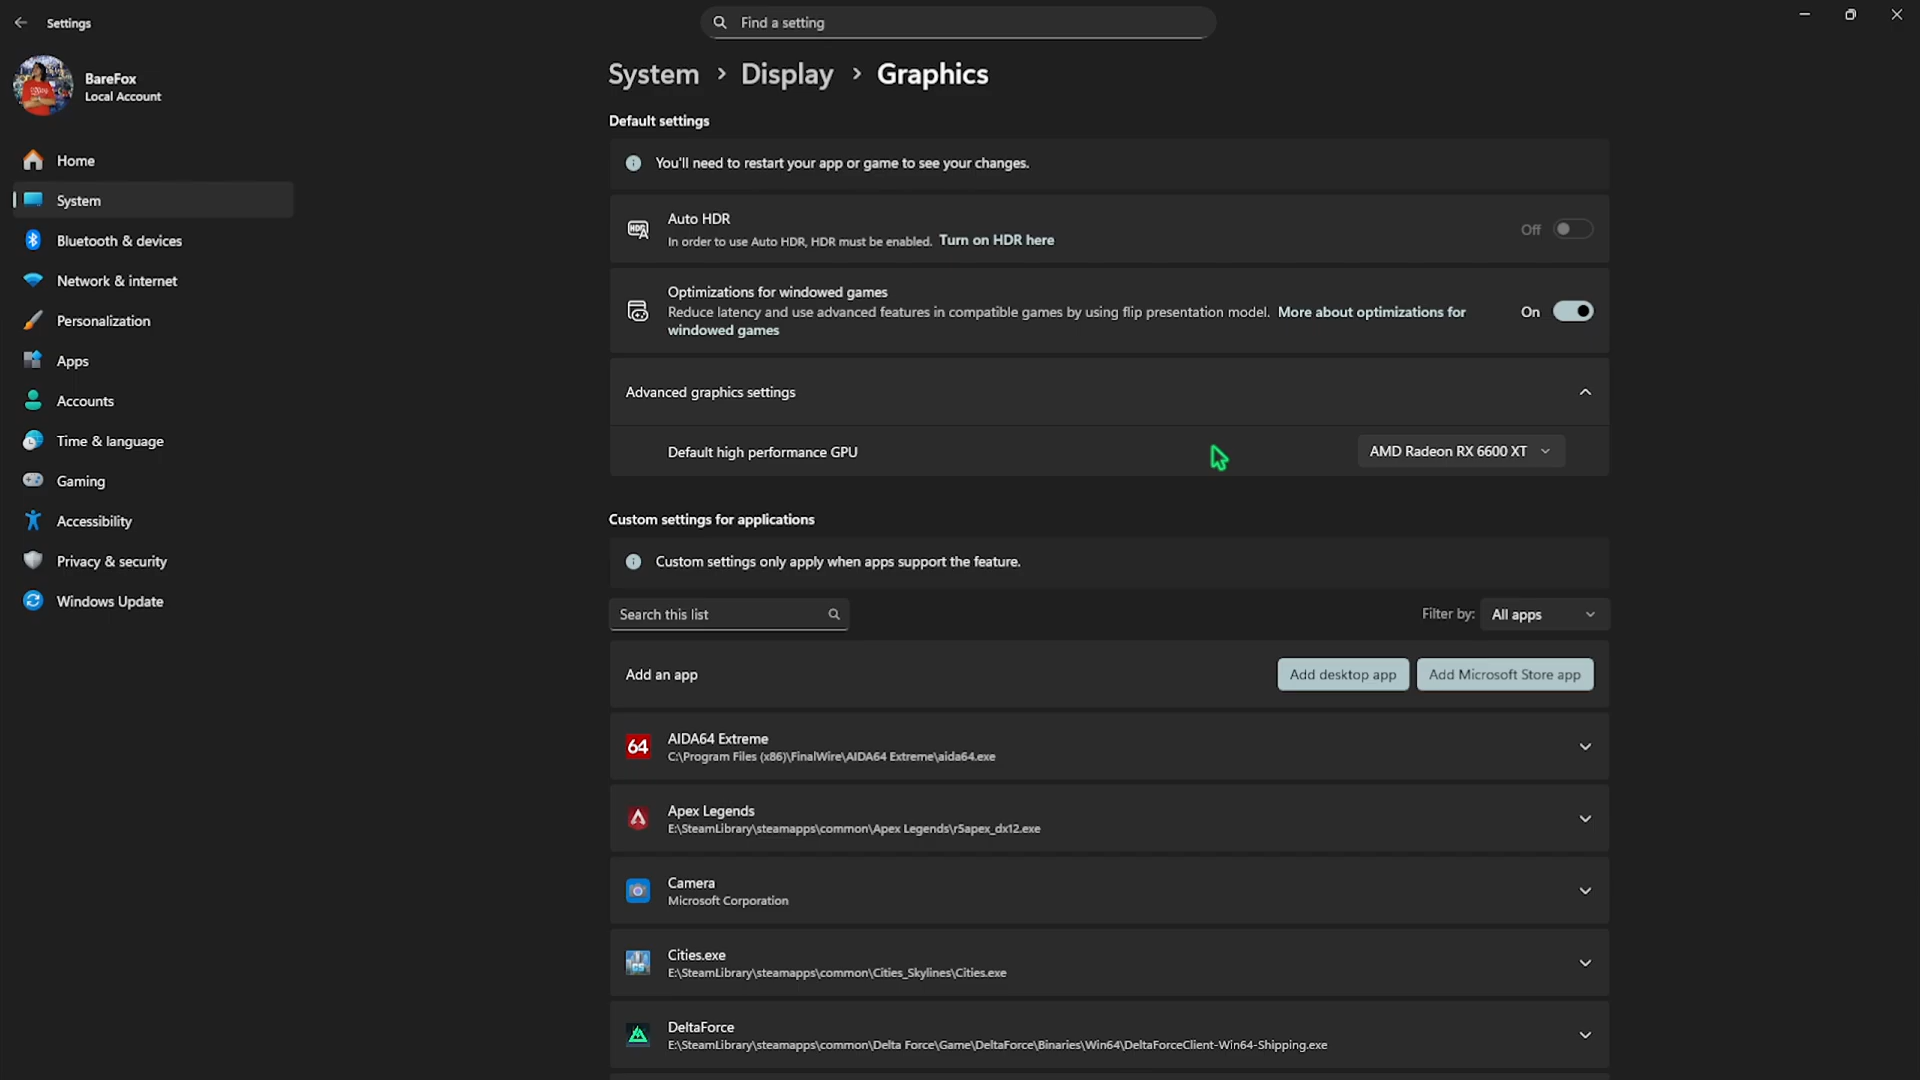 Settings
Find a setting
BareFox
Local Account
Home
System
Bluetooth & devices
Network & internet
Personalization
Apps
Accounts
Time & language
Gaming
Accessibility
Privacy & security
Windows Update
System > Display > Graphics
Default settings
You'll need to restart your app or game to see your changes.
Auto HDR
In order to use Auto HDR, HDR must be enabled. Turn on HDR here
Off
Optimizations for windowed games
Reduce latency and use advanced features in compatible games by using flip presentation model. More about optimizations for
windowed games
On
Advanced graphics settings
Default high performance GPU
AMD Radeon RX 6600 XT
Custom settings for applications
Custom settings only apply when apps support the feature.
Search this list
Filter by: All apps
Add an app
Add desktop app
Add Microsoft Store app
64
AIDA64 Extreme
C:\Program Files (x86)\FinalWire\AIDA64 Extreme\aida64.exe
Apex Legends
E:\SteamLibrary\steamapps\common\Apex Legends\r5apex_dx12.exe
Camera
Microsoft Corporation
Cities.exe
E:\SteamLibrary\steamapps\common\Cities_Skylines\Cities.exe
DeltaForce
E:\SteamLibrary\steamapps\common\Delta Force\Game\DeltaForce\Binaries\Win64\DeltaForceClient-Win64-Shipping.exe